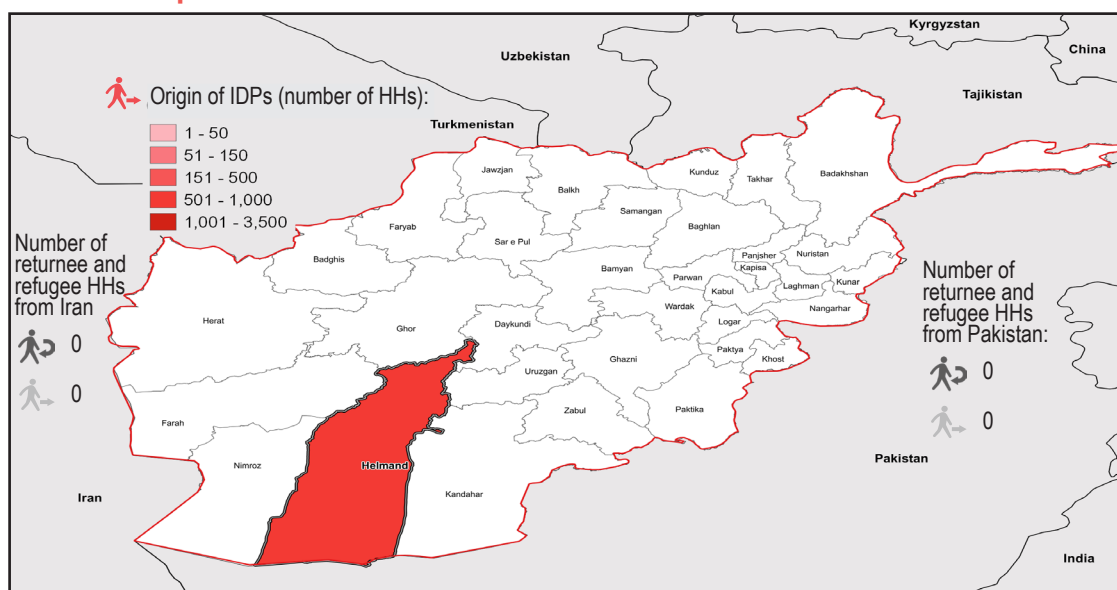 Kyrgyzstan
Uzbekistan
China
Tajikistan
Turkmenistan
Origin of IDPs (number of HHs):
1 - 50
51 - 150
151 - 500
501 - 1,000
1,001 - 3,500
Number of
returnee and
refugee HHs
from Iran
0
0
Number of
returnee and
refugee HHs
from Pakistan:
0
0
Jawzjan
Balkh
Kunduz
Takhar
Badakhshan
Samangan
Faryab
Baghlan
Sar e Pul
Badghis
Panjsher
Nuristan
Bamyan
Parwan
Kapisa
Laghman
Kunar
Kabul
Herat
Wardak
Nangarhar
Ghor
Daykundi
Logar
Paktya
Khost
Ghazni
Uruzgan
Paktika
Zabul
Farah
Nimroz
Helmand
Kandahar
Iran
Pakistan
India